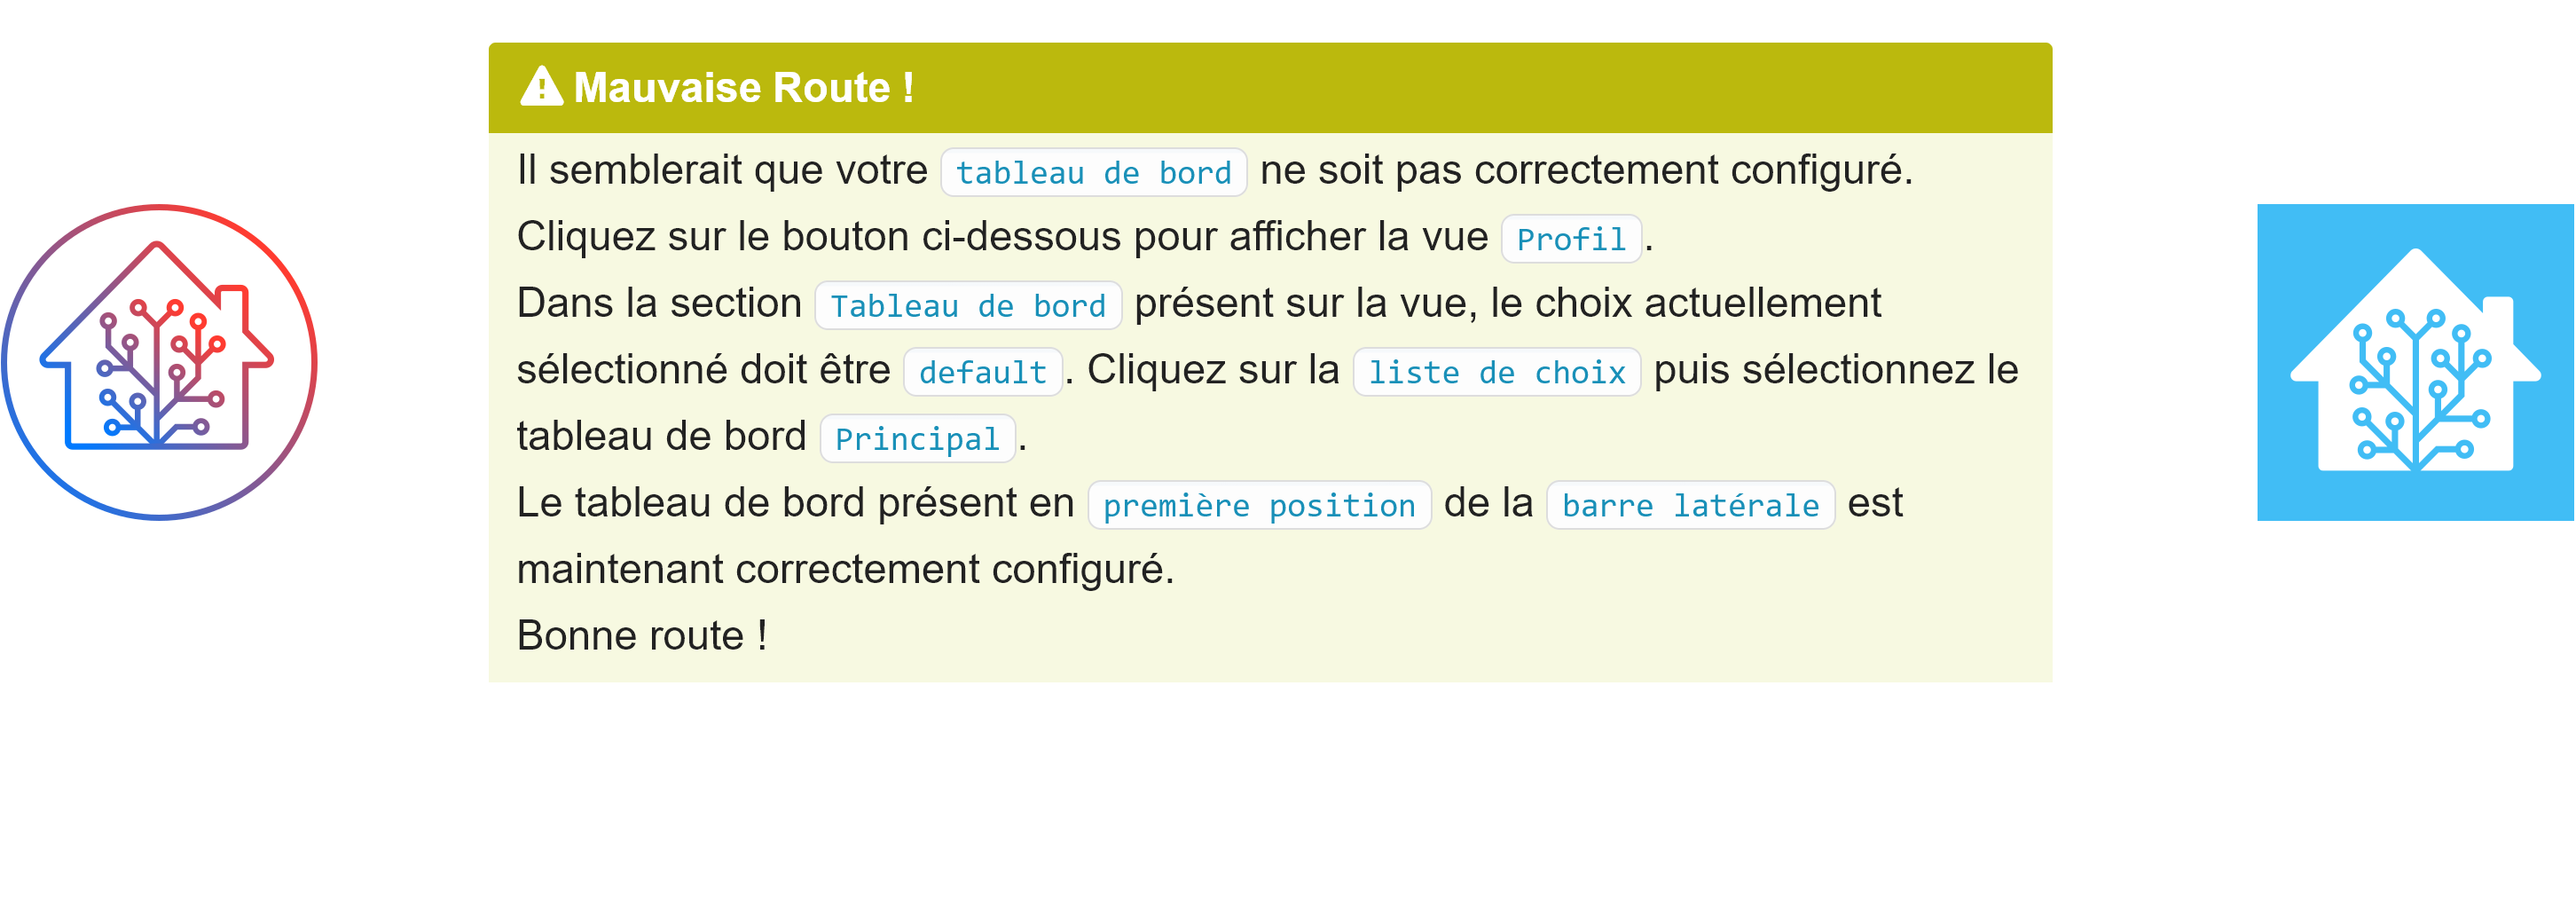 Mauvaise Route !
Il semblerait que votre tableau de bord ne soit pas correctement configuré.
Cliquez sur le bouton ci-dessous pour afficher la vue Profil.
Dans la section Tableau de bord présent sur la vue, le choix actuellement
sélectionné doit être default. Cliquez sur la liste de choix puis sélectionnez le
tableau de bord Principal.
Le tableau de bord présent en première position de la barre latérale est
maintenant correctement configuré.
Bonne route !